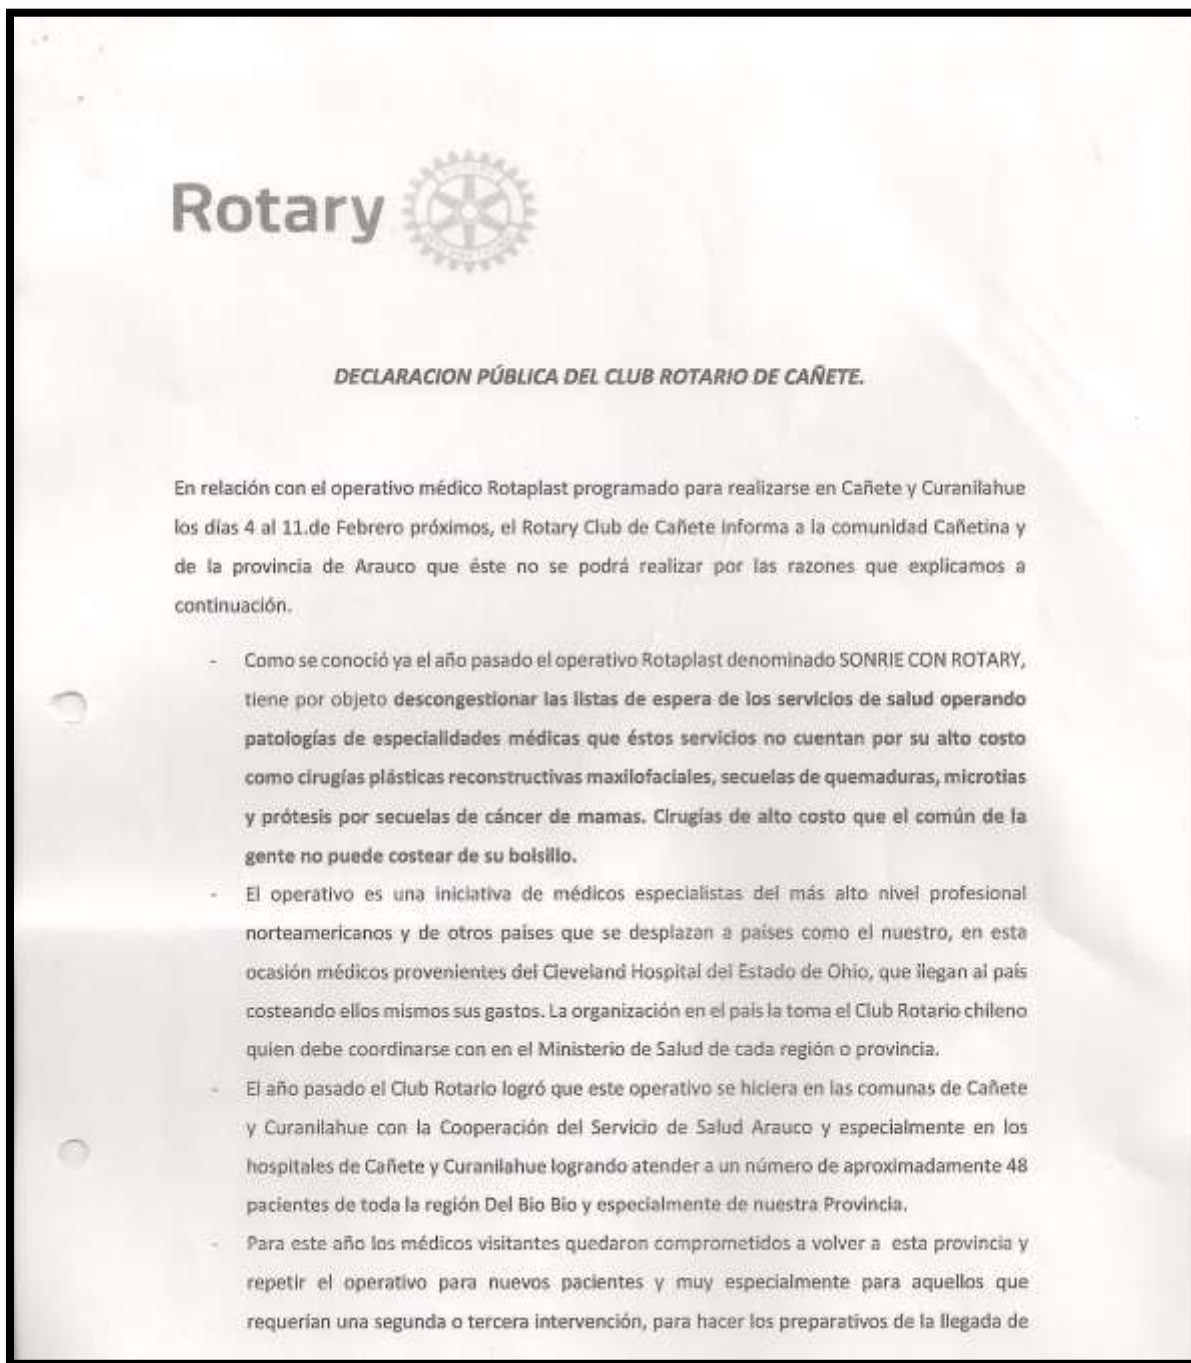 Rotary
DECLARACION PÚBLICA DEL CLUB ROTARIO DE CAÑETE.
En relación con el operativo médico Rotaplast programado para realizarse en Cañete y Curanilahue
los días 4 al 11.de Febrero próximos, el Rotary Club de Cañete informa a la comunidad Cañetina y
de la provincia de Arauco que éste no se podrá realizar por las razones que explicamos a
continuación.
- Como se conoció ya el año pasado el operativo Rotaplast denominado SONRIE CON ROTARY,
tiene por objeto descongestionar las listas de espera de los servicios de salud operando
patologías de especialidades médicas que éstos servicios no cuentan por su alto costo
como cirugías plásticas reconstructivas maxilofaciales, secuelas de quemaduras, microtias
y prótesis por secuelas de cáncer de mamas. Cirugías de alto costo que el común de la
gente no puede costear de su bolsillo.
- El operativo es una iniciativa de médicos especialistas del más alto nivel profesional
norteamericanos y de otros países que se desplazan a países como el nuestro, en esta
ocasión médicos provenientes del Cleveland Hospital del Estado de Ohio, que llegan al país
costeando ellos mismos sus gastos. La organización en el país la toma el Club Rotario chileno
quien debe coordinarse con en el Ministerio de Salud de cada región o provincia.
- El año pasado el Club Rotario logró que este operativo se hiciera en las comunas de Cañete
y Curanilahue con la Cooperación del Servicio de Salud Arauco y especialmente en los
hospitales de Cañete y Curanilahue logrando atender a un número de aproximadamente 48
pacientes de toda la región Del Bio Bio y especialmente de nuestra Provincia.
- Para este año los médicos visitantes quedaron comprometidos a volver a esta provincia y
repetir el operativo para nuevos pacientes y muy especialmente para aquellos que
requerían una segunda o tercera intervención, para hacer los preparativos de la llegada de